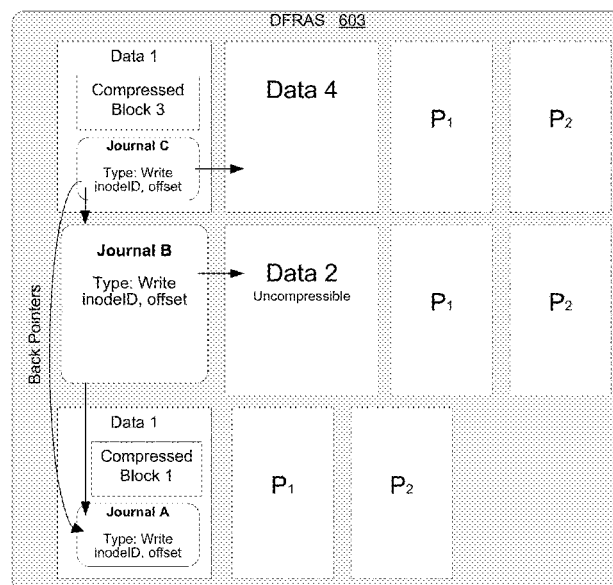 DFRAS 603
Data 1
Compressed
Block 3
Journal C
Type: Write
inodeID, offset
Data 4
P1
P2
Back Pointers
Journal B
Type: Write
inodeID, offset
Data 2
Uncompressible
P1
P2
Data 1
Compressed
Block 1
Journal A
Type: Write
inodeID, offset
P1
P2